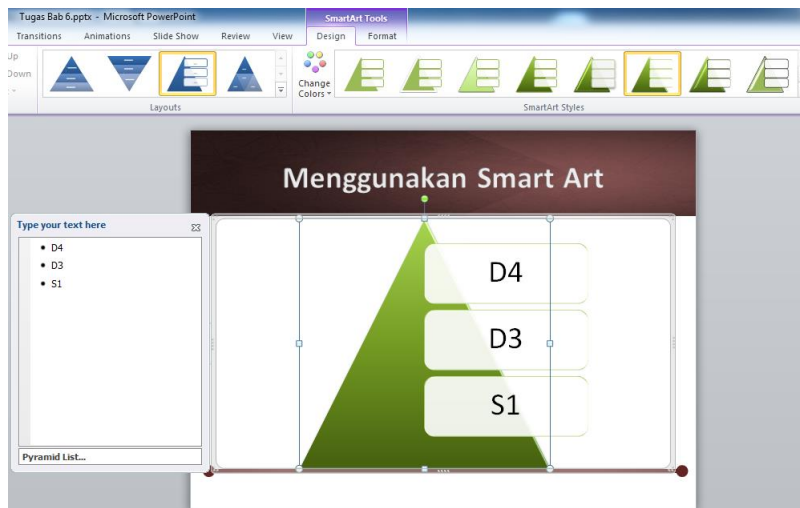 Tugas Bab 6.pptx - Microsoft PowerPoint
SmartArt Tools
Transitions Animations Slide Show Review View Design Format
Up
Down
Change
Colors
Layouts
SmartArt Styles
Menggunakan Smart Art
Type your text here
• D4
• D3
• S1
Pyramid List...
D4
D3
S1